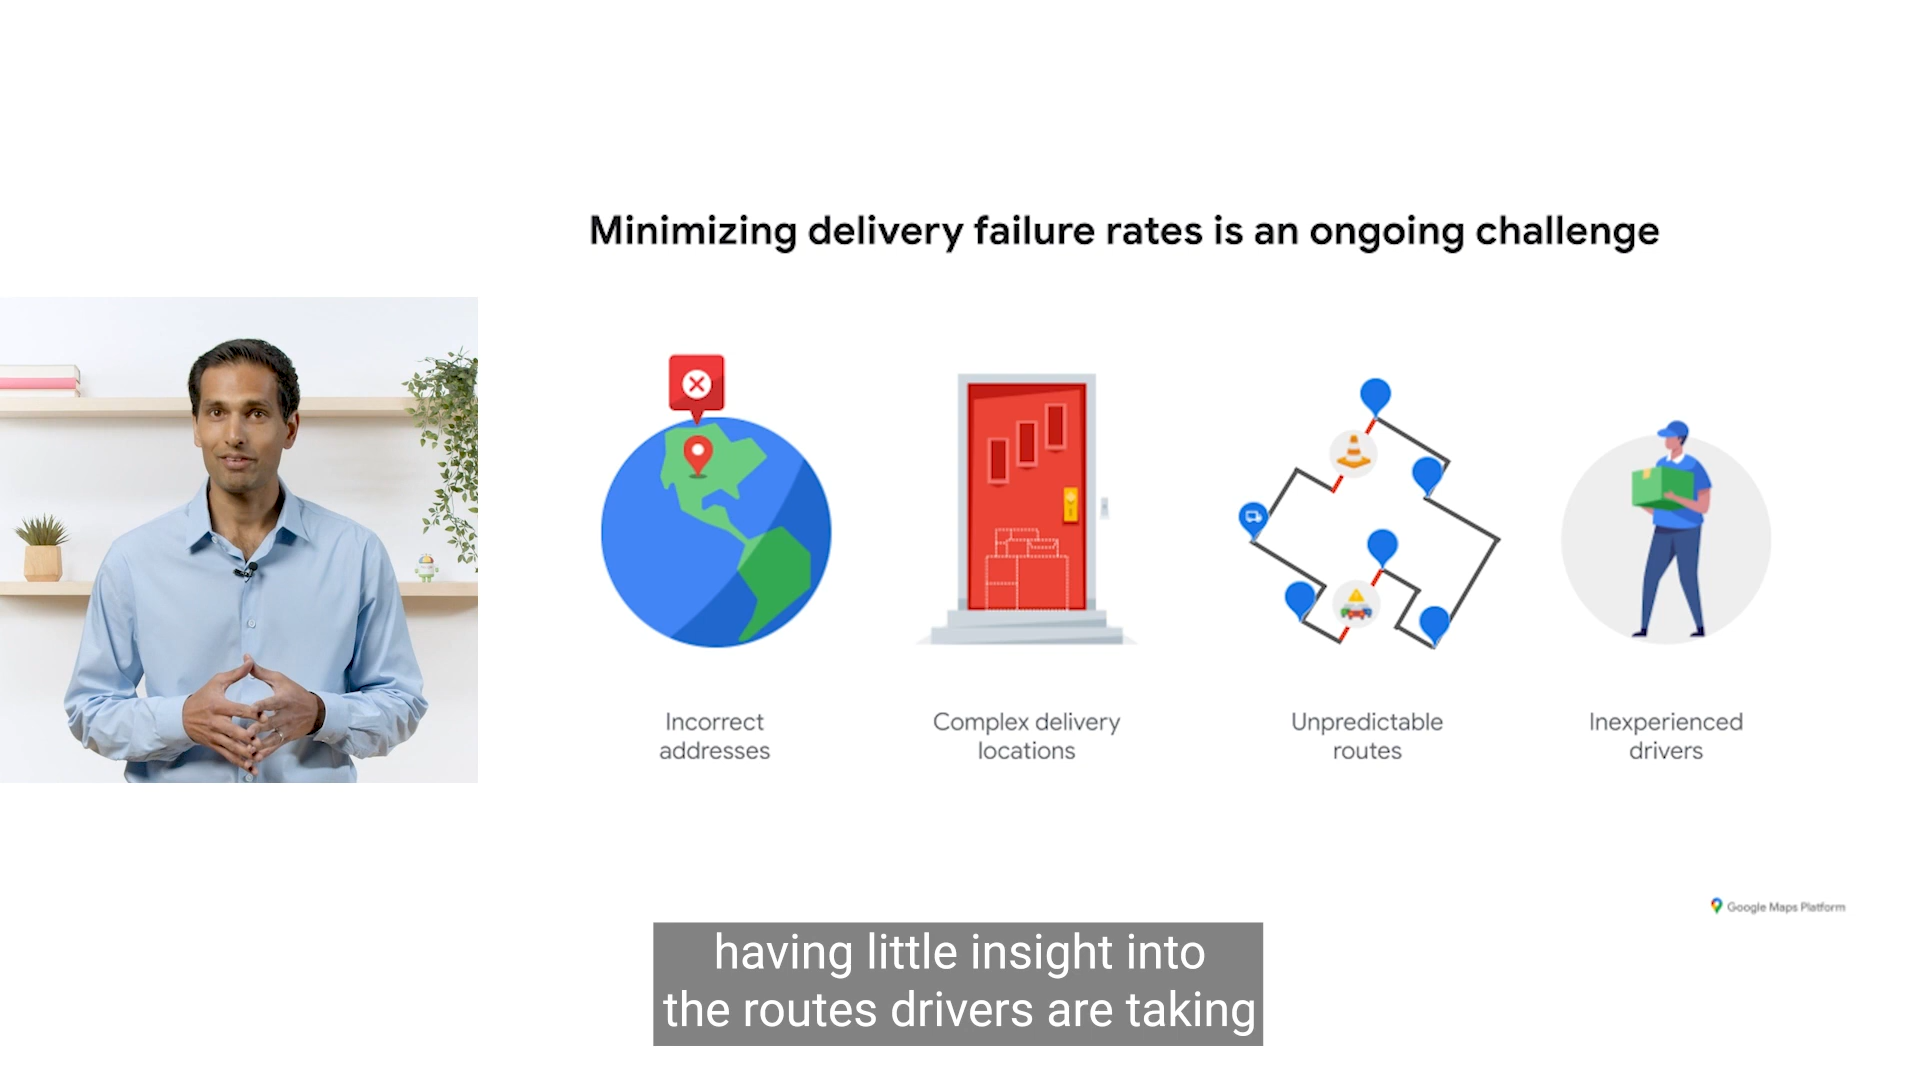 Minimizing delivery failure rates is an ongoing challenge
Incorrect
addresses
Complex delivery
locations
Unpredictable
routes
Inexperienced
drivers
Google Maps Platform
having little insight into
the routes drivers are taking